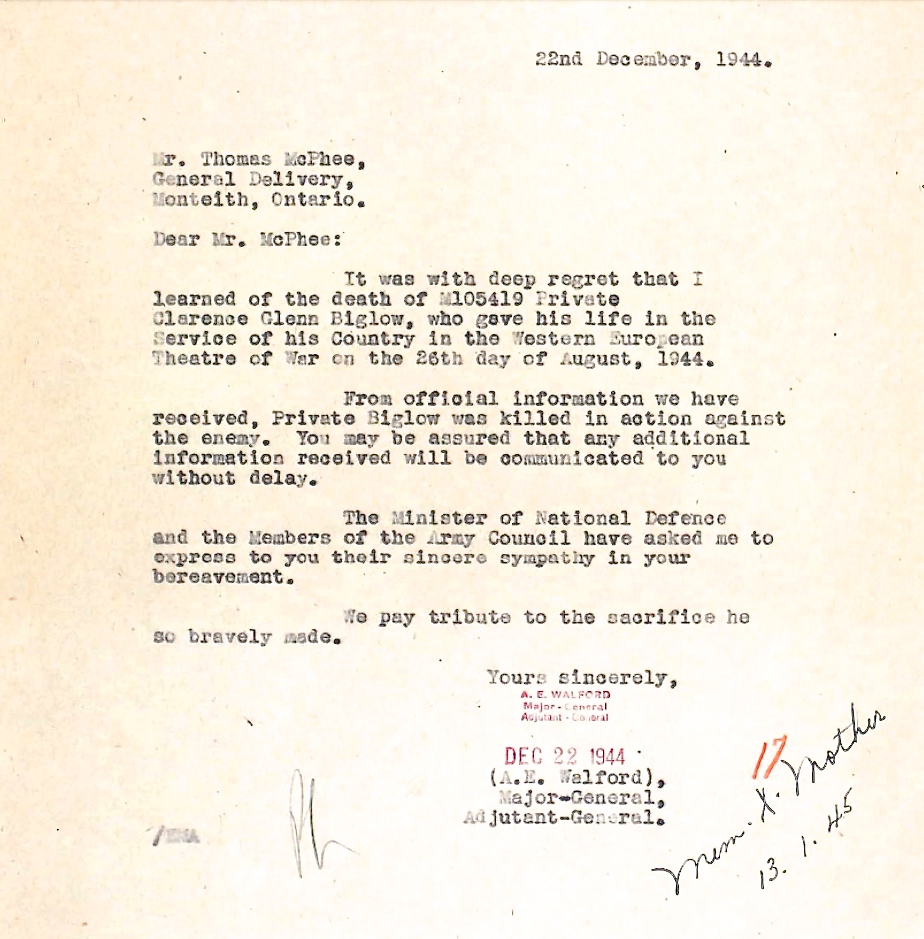 22nd December, 1944.
Mr. Thomas McPhee,
General Delivery,
Monteith, Ontario.
Dear Mr. McPhee:
It was with deep regret that I
learned of the death of M105419 Private
Clarence Glenn Biglow, who gave his life in the
Service of his Country in the Western European
Theatre of War on the 26th day of August, 1944.
From official information we have
received, Private Biglow was killed in action against
the enemy. You may be assured that any additional
information received will be communicated to you
without delay.
The Minister of National Defence
and the Members of the Army Council have asked me to
express to you their sincere sympathy in your
bereavement.
We pay tribute to the sacrifice he
so bravely made.
Yours sincerely,
A. E. WALFORD
Major-General
Adjutant-General
DEC 22 1944
(A.E. Walford),
Major-General,
Adjutant-General.
17
Mem. X. Mother
13. 1. 45